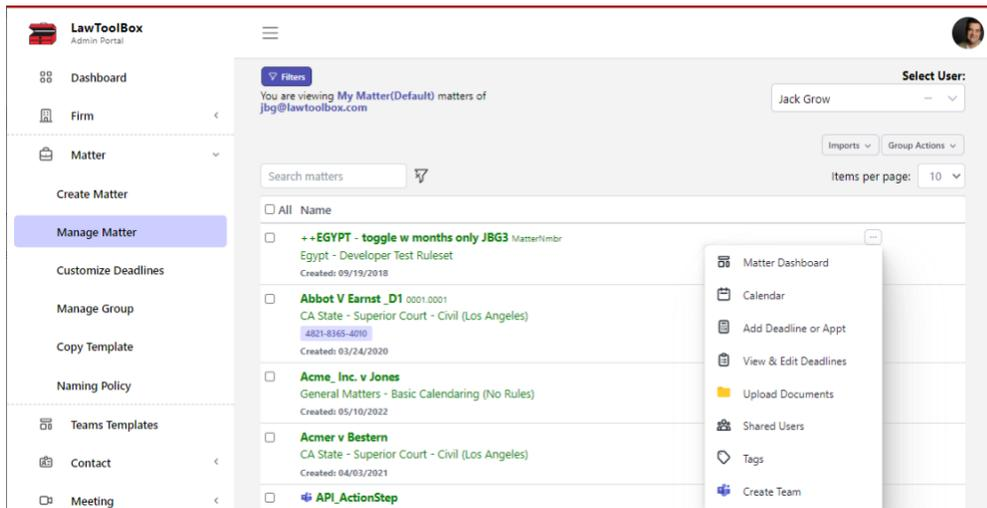 LawToolBox
Admin Portal
Dashboard
Firm
Matter
Create Matter
Manage Matter
Customize Deadlines
Manage Group
Copy Template
Naming Policy
Teams Templates
Contact
Meeting
Filters
You are viewing My Matter(Default) matters of
jbg@lawtoolbox.com
Select User:
Jack Grow
Imports
Group Actions
Search matters
Items per page: 10
All Name
++EGYPT - toggle w months only JBG3 MatterNmbr
Egypt - Developer Test Ruleset
Created: 09/19/2018
Abbot V Earnst _D1 0001.0001
CA State - Superior Court - Civil (Los Angeles)
4821-8365-4010
Created: 03/24/2020
Acme_ Inc. v Jones
General Matters - Basic Calendaring (No Rules)
Created: 05/10/2022
Acmer v Bestern
CA State - Superior Court - Civil (Los Angeles)
Created: 04/03/2021
API_ActionStep
Matter Dashboard
Calendar
Add Deadline or Appt
View & Edit Deadlines
Upload Documents
Shared Users
Tags
Create Team